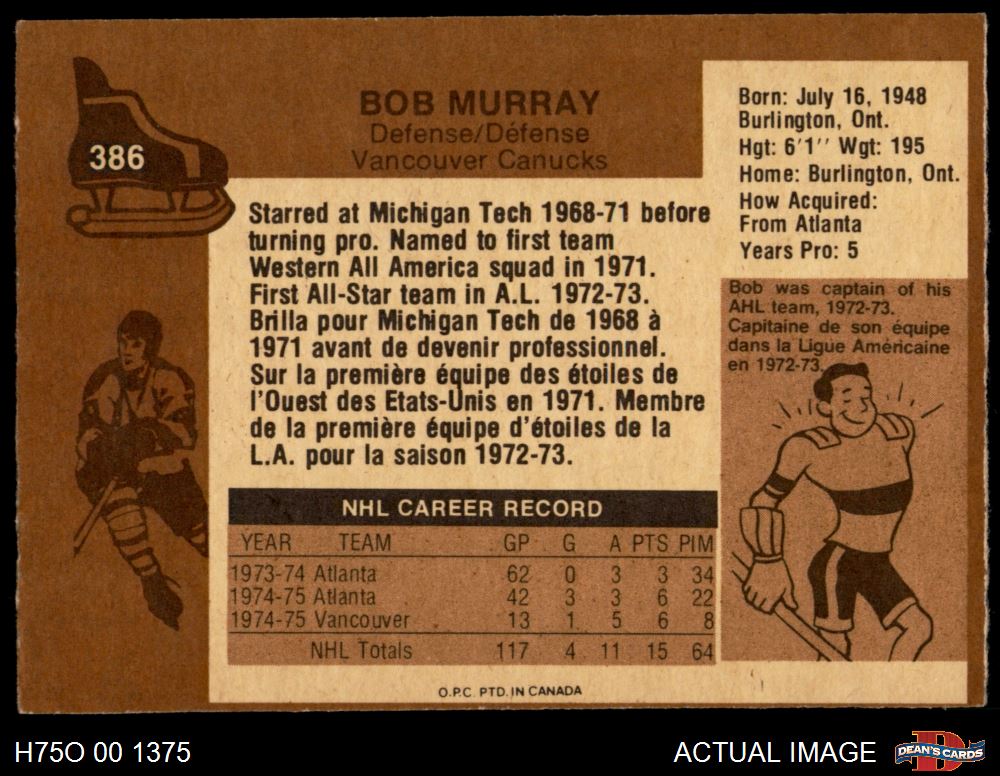 386
BOB MURRAY
Defense/Défense
Vancouver Canucks
Born: July 16, 1948
Burlington, Ont.
Hgt: 6'1'' Wgt: 195
Home: Burlington, Ont.
How Acquired:
From Atlanta
Years Pro: 5
Starred at Michigan Tech 1968-71 before
turning pro. Named to first team
Western All America squad in 1971.
First All-Star team in A.L. 1972-73.
Brilla pour Michigan Tech de 1968 à
1971 avant de devenir professionnel.
Sur la première équipe des étoiles de
l'Ouest des Etats-Unis en 1971. Membre
de la première équipe d'étoiles de la
L.A. pour la saison 1972-73.
Bob was captain of his
AHL team, 1972-73.
Capitaine de son équipe
dans la Ligue Américaine
en 1972-73.
NHL CAREER RECORD
YEAR TEAM GP G A PTS PIM
1973-74 Atlanta 62 0 3 3 34
1974-75 Atlanta 42 3 3 6 22
1974-75 Vancouver 13 1 5 6 8
NHL Totals 117 4 11 15 64
O.P.C. PTD. IN CANADA
H75O 00 1375
ACTUAL IMAGE
D
DEAN'S CARDS